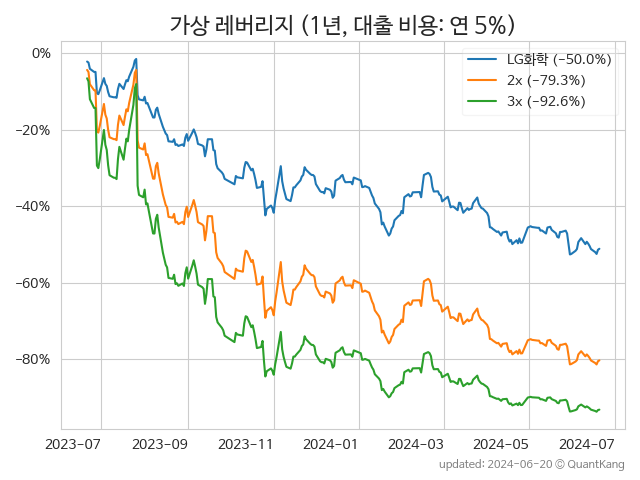 가상 레버리지 (1년, 대출 비용: 연 5%)
LG화학 (−50.0%)
2x (−79.3%)
3x (−92.6%)
0%
−20%
−40%
−60%
−80%
2023-07 2023-09 2023-11 2024-01 2024-03 2024-05 2024-07
updated: 2024-06-20 © QuantKang